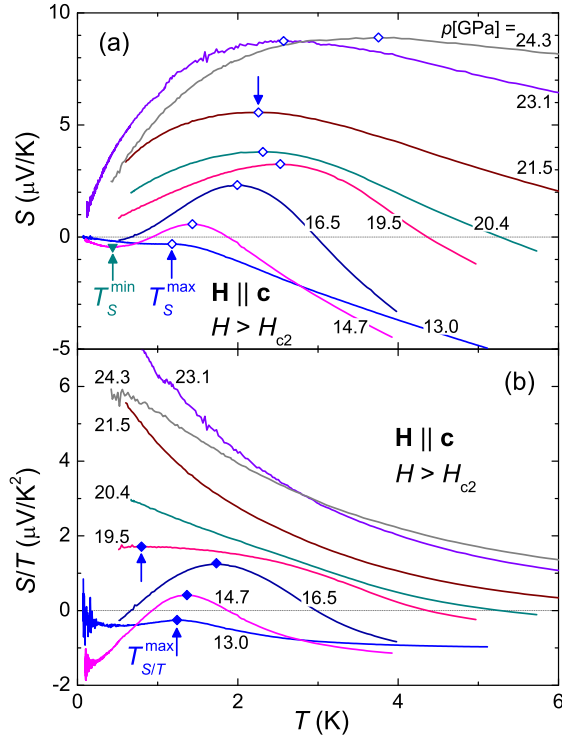 (a)
p[GPa] =
24.3
23.1
21.5
20.4
19.5
16.5
14.7
13.0
T_S^min
T_S^max
H || c
H > H_c2
S (μV/K)
10
5
0
-5
(b)
24.3
23.1
21.5
20.4
19.5
16.5
14.7
13.0
H || c
H > H_c2
T_S/T^max
S/T (μV/K²)
6
4
2
0
-2
0
2
4
6
T (K)